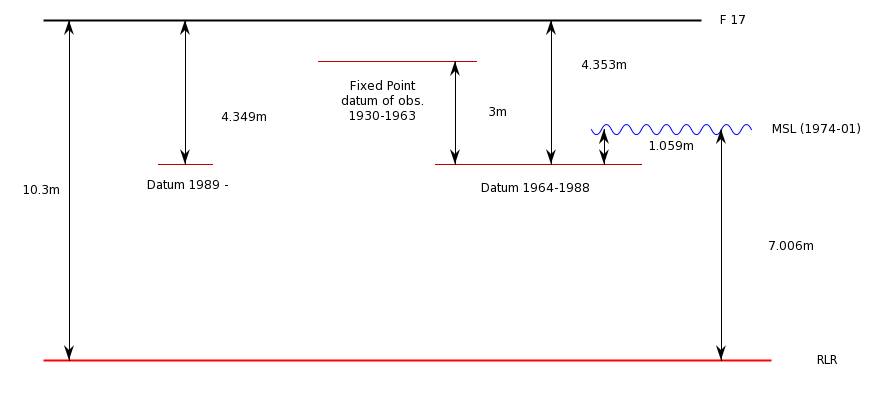 F 17
4.353m
Fixed Point
datum of obs.
1930-1963
3m
4.349m
MSL (1974-01)
1.059m
Datum 1989 -
Datum 1964-1988
10.3m
7.006m
RLR